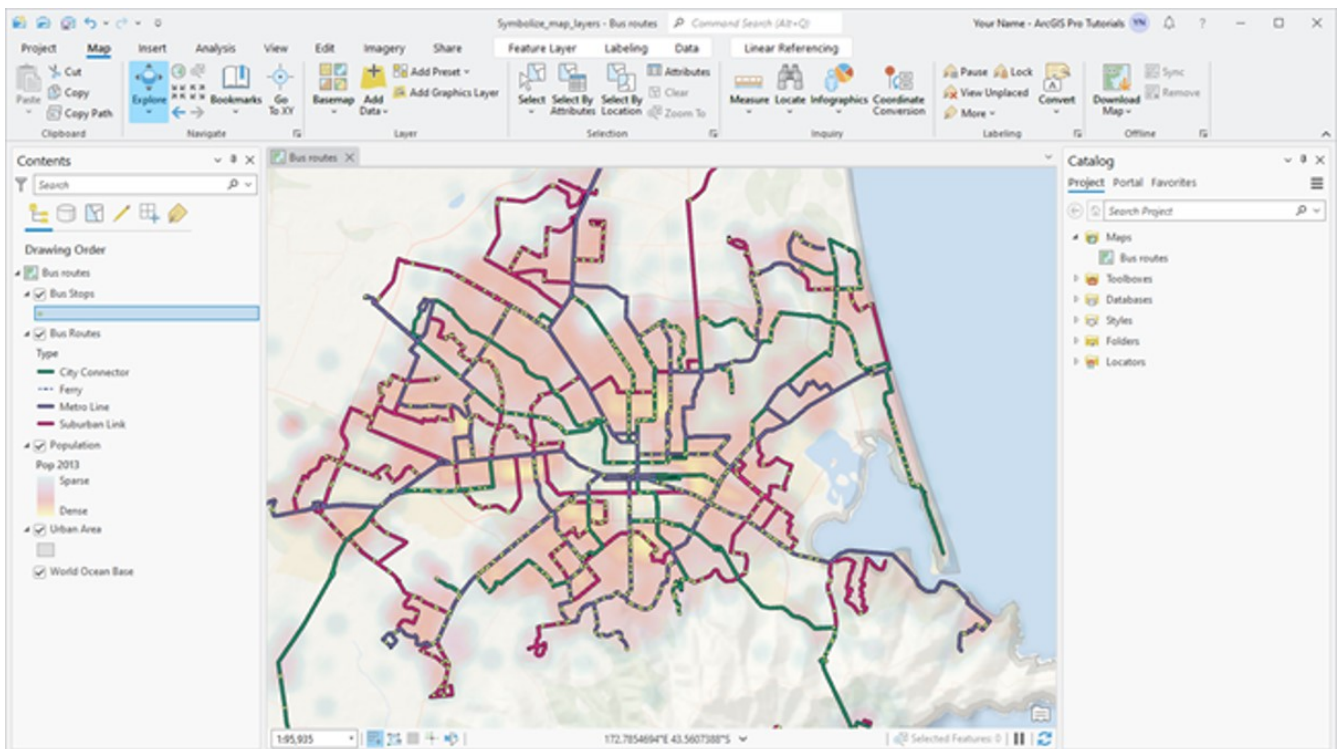 Symbolize_map_layers - Bus routes
Command Search (Alt+Q)
Your Name - ArcGIS Pro Tutorials YN
?
Project Map Insert Analysis View Edit Imagery Share Feature Layer Labeling Data Linear Referencing
Paste
Cut
Copy
Copy Path
Clipboard
Explore
Bookmarks
Go
To XY
Navigate
Basemap
Add
Data
Add Preset
Add Graphics Layer
Layer
Select
Select By
Attributes
Select By
Location
Attributes
Clear
Zoom To
Selection
Measure
Locate
Infographics
Coordinate
Conversion
Inquiry
Pause
Lock
View Unplaced
More
Convert
Labeling
Download
Map
Sync
Remove
Offline
Contents
Search
Drawing Order
Bus routes
Bus Stops
Bus Routes
Type
City Connector
Ferry
Metro Line
Suburban Link
Population
Pop 2013
Sparse
Dense
Urban Area
World Ocean Base
Bus routes
1:95,935
172.7854694°E 43.5607388°S
Selected Features: 0
Catalog
Project Portal Favorites
Search Project
Maps
Bus routes
Toolboxes
Databases
Styles
Folders
Locators